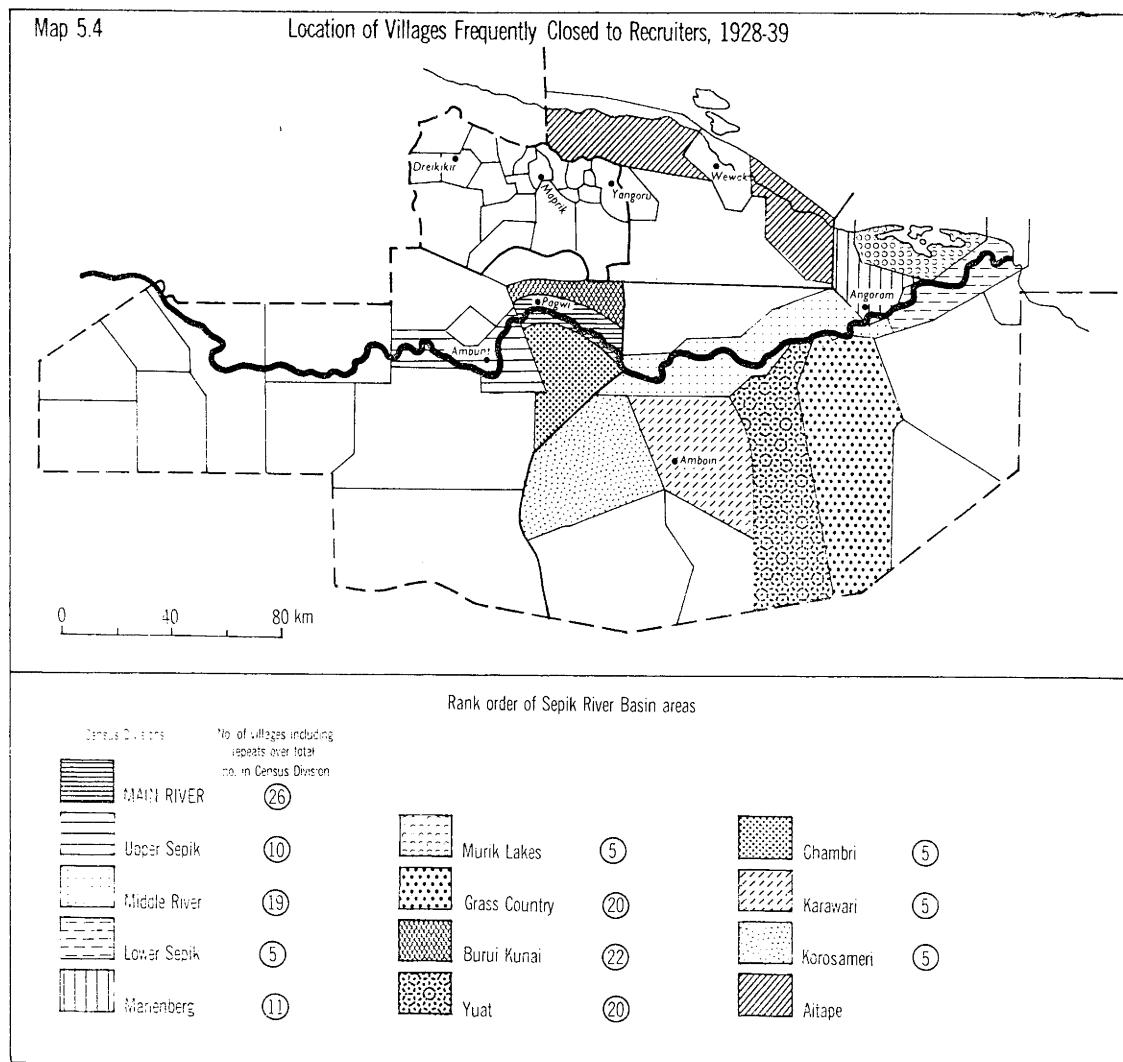 Map 5.4
Location of Villages Frequently Closed to Recruiters, 1928-39
Dreikikir
Maprik
Yangoru
Wewak
Pagwi
Angoram
Ambunti
Amboin
0 40 80 km
Rank order of Sepik River Basin areas
Census Divisions
No. of villages including
repeats over total
no. in Census Division
MAIN RIVER 26
Upper Sepik 10
Middle River 19
Lower Sepik 5
Marienberg 11
Murik Lakes 5
Grass Country 20
Burui Kunai 22
Yuat 20
Chambri 5
Karawari 5
Korosameri 5
Aitape